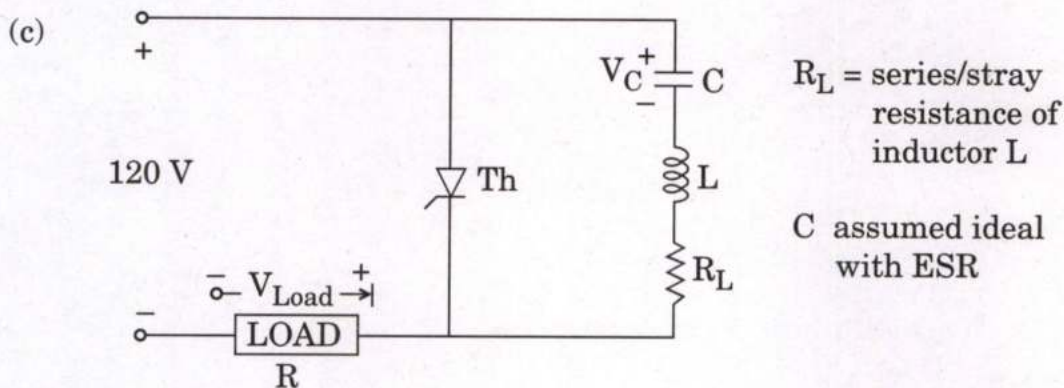 (c)
+
120 V
−
− V_Load +
LOAD
R
Th
V_C + −
C
L
R_L
R_L = series/stray
resistance of
inductor L
C assumed ideal
with ESR